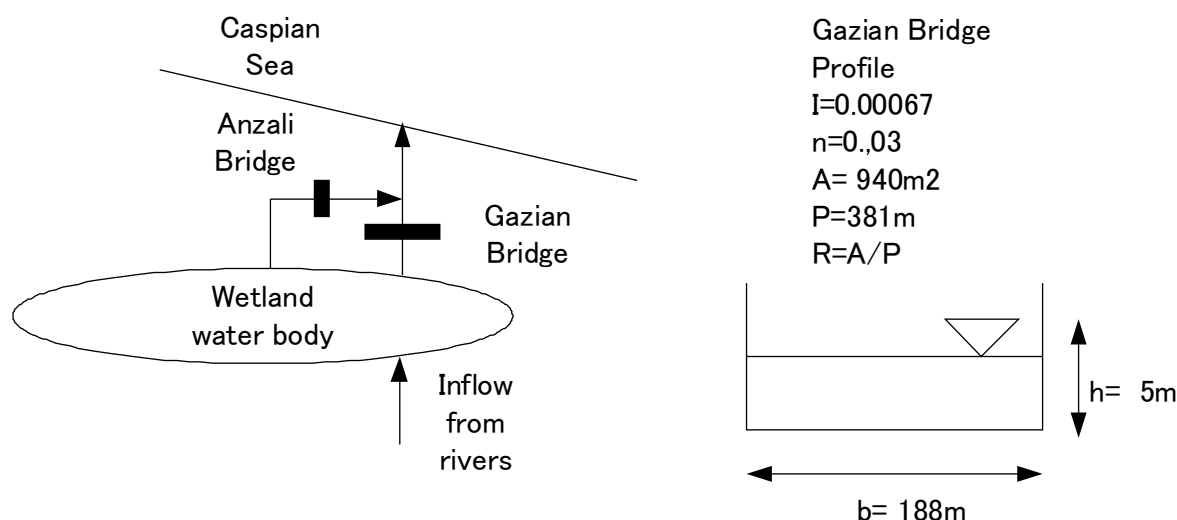 Caspian
Sea
Anzali
Bridge
Gazian
Bridge
Wetland
water body
Inflow
from
rivers
Gazian Bridge
Profile
I=0.00067
n=0.,03
A= 940m2
P=381m
R=A/P
h= 5m
b= 188m